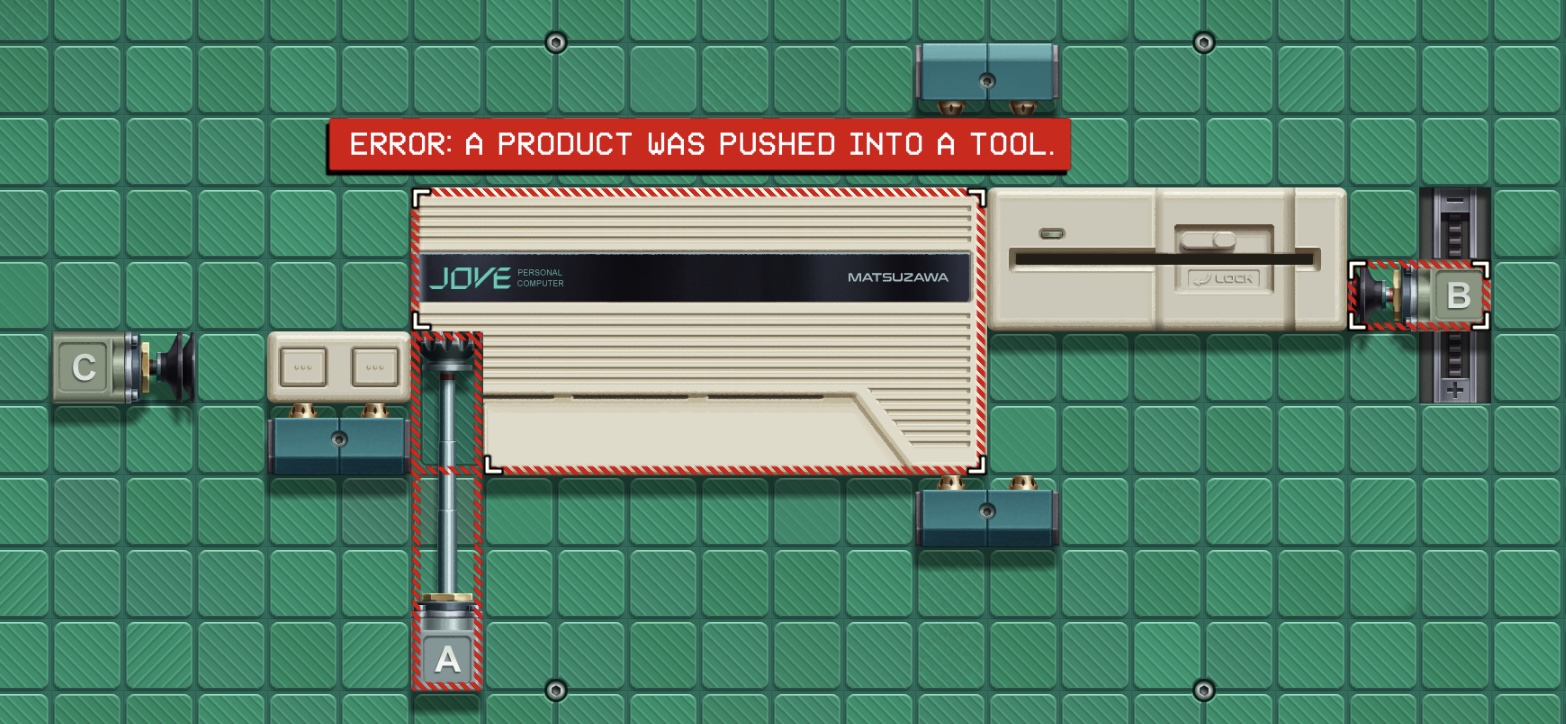 ERROR: A PRODUCT WAS PUSHED INTO A TOOL.
JOVE PERSONAL
COMPUTER
MATSUZAWA
LOCK
B
C
A